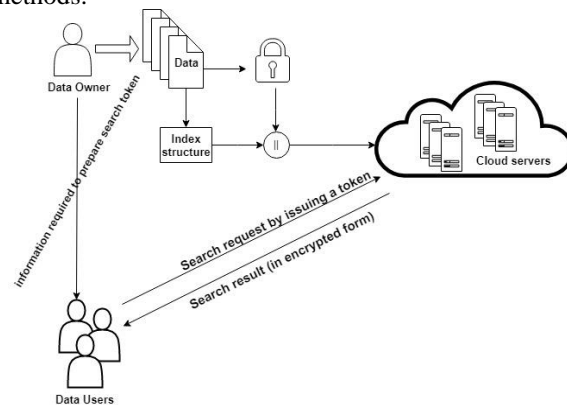 methods.
Data
Data Owner
Index
structure
||
Cloud servers
information required to prepare search token
Search request by issuing a token
Search result (in encrypted form)
Data Users